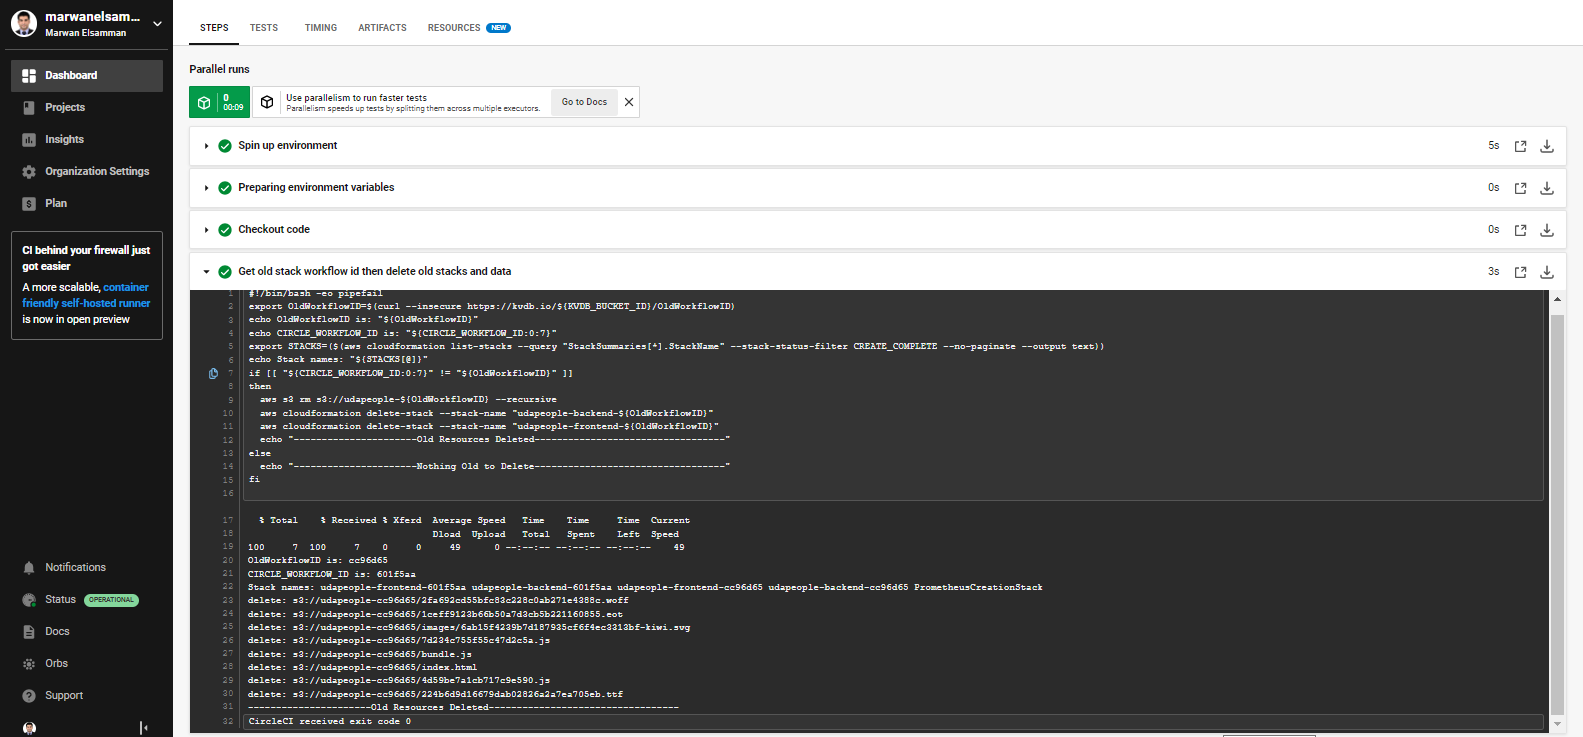 marwanelsam...
Marwan Elsamman
Dashboard
Projects
Insights
Organization Settings
Plan
CI behind your firewall just
got easier
A more scalable, container
friendly self-hosted runner
is now in open preview
Notifications
Status OPERATIONAL
Docs
Orbs
Support
STEPS TESTS TIMING ARTIFACTS RESOURCES NEW
Parallel runs
0
00:09
Use parallelism to run faster tests
Parallelism speeds up tests by splitting them across multiple executors.
Go to Docs
Spin up environment 5s
Preparing environment variables 0s
Checkout code 0s
Get old stack workflow id then delete old stacks and data 3s
1 #!/bin/bash -eo pipefail
2 export OldWorkflowID=$(curl --insecure https://kvdb.io/${KVDB_BUCKET_ID}/OldWorkflowID)
3 echo OldWorkflowID is: "${OldWorkflowID}"
4 echo CIRCLE_WORKFLOW_ID is: "${CIRCLE_WORKFLOW_ID:0:7}"
5 export STACKS=($(aws cloudformation list-stacks --query "StackSummaries[*].StackName" --stack-status-filter CREATE_COMPLETE --no-paginate --output text))
6 echo Stack names: "${STACKS[@]}"
7 if [[ "${CIRCLE_WORKFLOW_ID:0:7}" != "${OldWorkflowID}" ]]
8 then
9   aws s3 rm s3://udapeople-${OldWorkflowID} --recursive
10   aws cloudformation delete-stack --stack-name "udapeople-backend-${OldWorkflowID}"
11   aws cloudformation delete-stack --stack-name "udapeople-frontend-${OldWorkflowID}"
12   echo "----------------------Old Resources Deleted----------------------------------"
13 else
14   echo "----------------------Nothing Old to Delete----------------------------------"
15 fi
16
17   % Total    % Received % Xferd  Average Speed   Time    Time     Time  Current
18                                  Dload  Upload   Total   Spent    Left  Speed
19 100     7  100     7    0     0     49      0 --:--:-- --:--:-- --:--:--    49
20 OldWorkflowID is: cc96d65
21 CIRCLE_WORKFLOW_ID is: 601f5aa
22 Stack names: udapeople-frontend-601f5aa udapeople-backend-601f5aa udapeople-frontend-cc96d65 udapeople-backend-cc96d65 PrometheusCreationStack
23 delete: s3://udapeople-cc96d65/2fa692cd55bfc83c228c0ab271e4388c.woff
24 delete: s3://udapeople-cc96d65/1ceff9123b66b50a7d3cb5b221160855.eot
25 delete: s3://udapeople-cc96d65/images/6ab15f4239b7d187935cf6f4ec3313bf-kiwi.svg
26 delete: s3://udapeople-cc96d65/7d234c755f55c47d2c5a.js
27 delete: s3://udapeople-cc96d65/bundle.js
28 delete: s3://udapeople-cc96d65/index.html
29 delete: s3://udapeople-cc96d65/4d59be7a1cb717c9e590.js
30 delete: s3://udapeople-cc96d65/224b6d9d16679dab02826a2a7ea705eb.ttf
31 ----------------------Old Resources Deleted----------------------------------
32 CircleCI received exit code 0